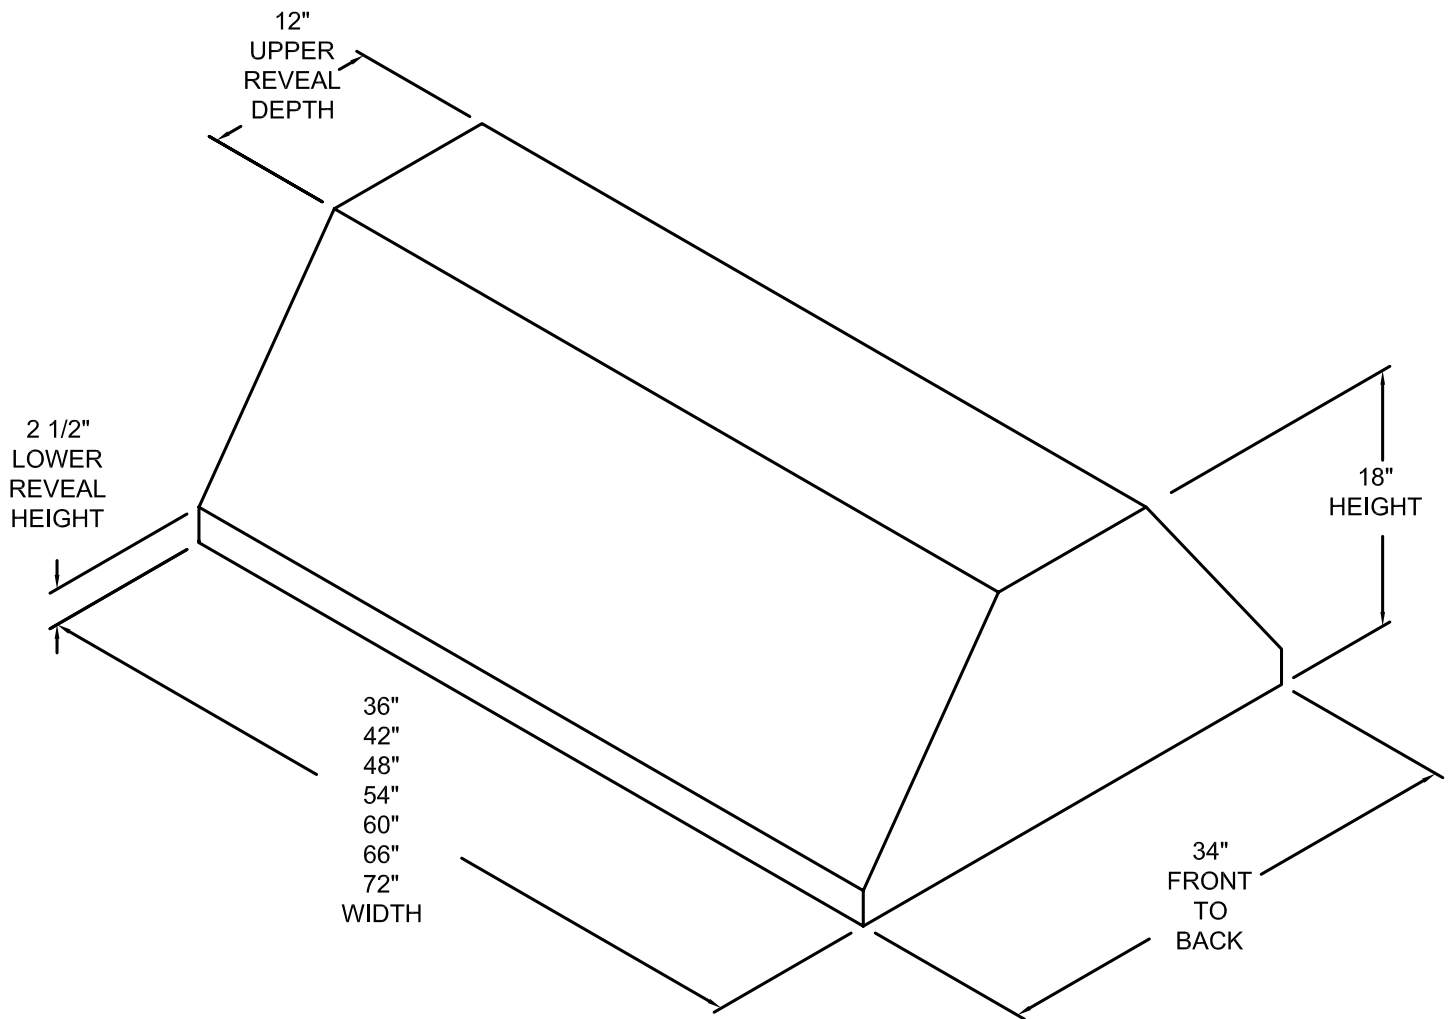 12"
UPPER
REVEAL
DEPTH
2 1/2"
LOWER
REVEAL
HEIGHT
18"
HEIGHT
36"
42"
48"
54"
60"
66"
72"
WIDTH
34"
FRONT
TO
BACK